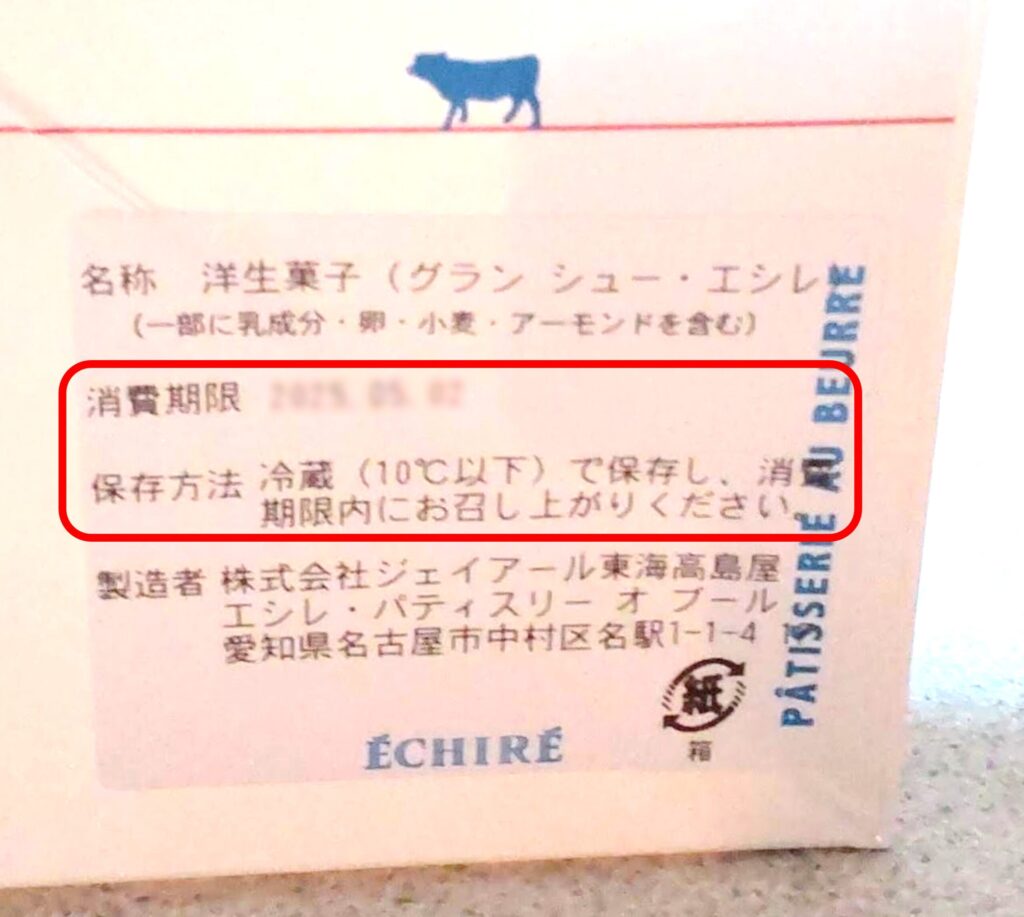 名称 洋生菓子（グラン シュー・エシレ
（一部に乳成分・卵・小麦・アーモンドを含む）
消費期限
保存方法 冷蔵（10℃以下）で保存し、消費
期限内にお召し上がりください。
製造者 株式会社ジェイアール東海高島屋
エシレ・パティスリー オ ブール
愛知県名古屋市中村区名駅1-1-4
紙
箱
ÉCHIRÉ
PÂTISSERIE AU BEURRE